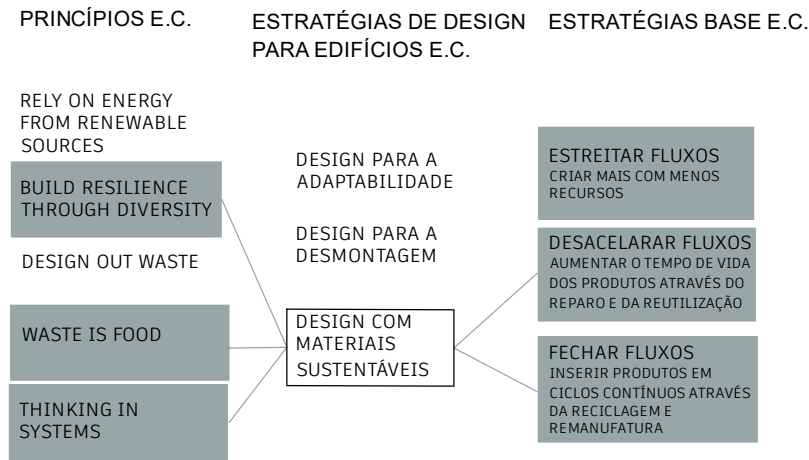 PRINCÍPIOS E.C.
RELY ON ENERGY
FROM RENEWABLE
SOURCES
BUILD RESILIENCE
THROUGH DIVERSITY
DESIGN OUT WASTE
WASTE IS FOOD
THINKING IN
SYSTEMS
ESTRATÉGIAS DE DESIGN
PARA EDIFÍCIOS E.C.
DESIGN PARA A
ADAPTABILIDADE
DESIGN PARA A
DESMONTAGEM
DESIGN COM
MATERIAIS
SUSTENTÁVEIS
ESTRATÉGIAS BASE E.C.
ESTREITAR FLUXOS
CRIAR MAIS COM MENOS
RECURSOS
DESACELARAR FLUXOS
AUMENTAR O TEMPO DE VIDA
DOS PRODUTOS ATRAVÉS DO
REPARO E DA REUTILIZAÇÃO
FECHAR FLUXOS
INSERIR PRODUTOS EM
CICLOS CONTÍNUOS ATRAVÉS
DA RECICLAGEM E
REMANUFATURA